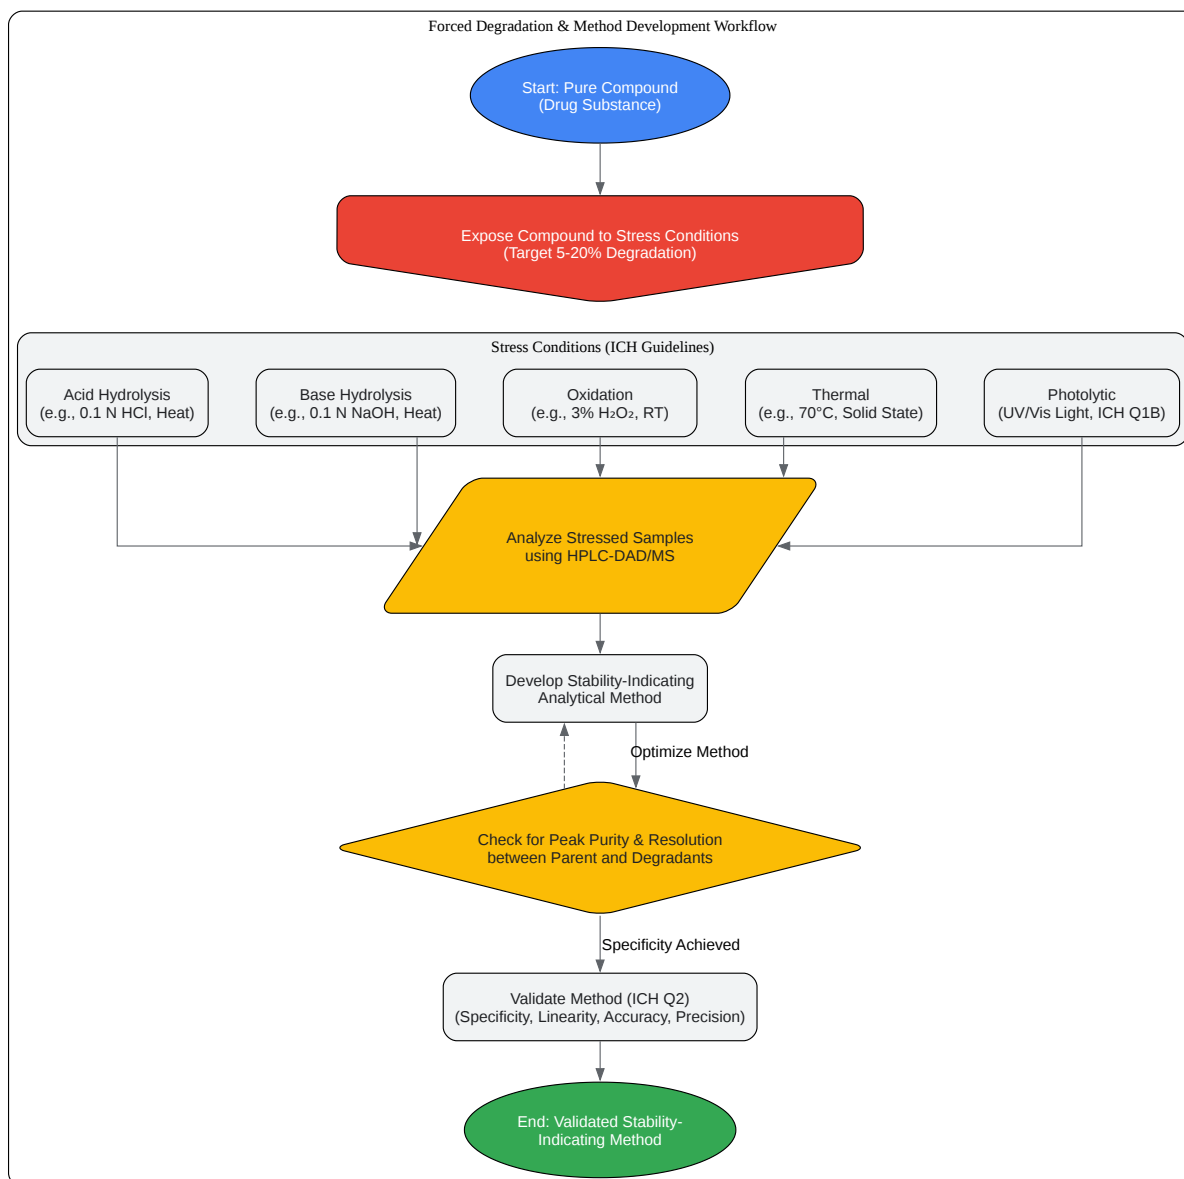 Forced Degradation & Method Development Workflow
Start: Pure Compound
(Drug Substance)
Expose Compound to Stress Conditions
(Target 5-20% Degradation)
Stress Conditions (ICH Guidelines)
Acid Hydrolysis
(e.g., 0.1 N HCl, Heat)
Base Hydrolysis
(e.g., 0.1 N NaOH, Heat)
Oxidation
(e.g., 3% H₂O₂, RT)
Thermal
(e.g., 70°C, Solid State)
Photolytic
(UV/Vis Light, ICH Q1B)
Analyze Stressed Samples
using HPLC-DAD/MS
Develop Stability-Indicating
Analytical Method
Optimize Method
Check for Peak Purity & Resolution
between Parent and Degradants
Specificity Achieved
Validate Method (ICH Q2)
(Specificity, Linearity, Accuracy, Precision)
End: Validated Stability-
Indicating Method